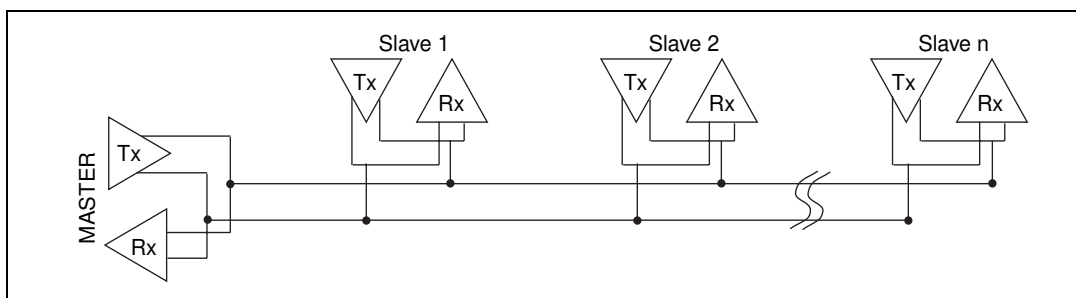 Slave 1
Slave 2
Slave n
Tx
Rx
Tx
Rx
Tx
Rx
MASTER
Tx
Rx